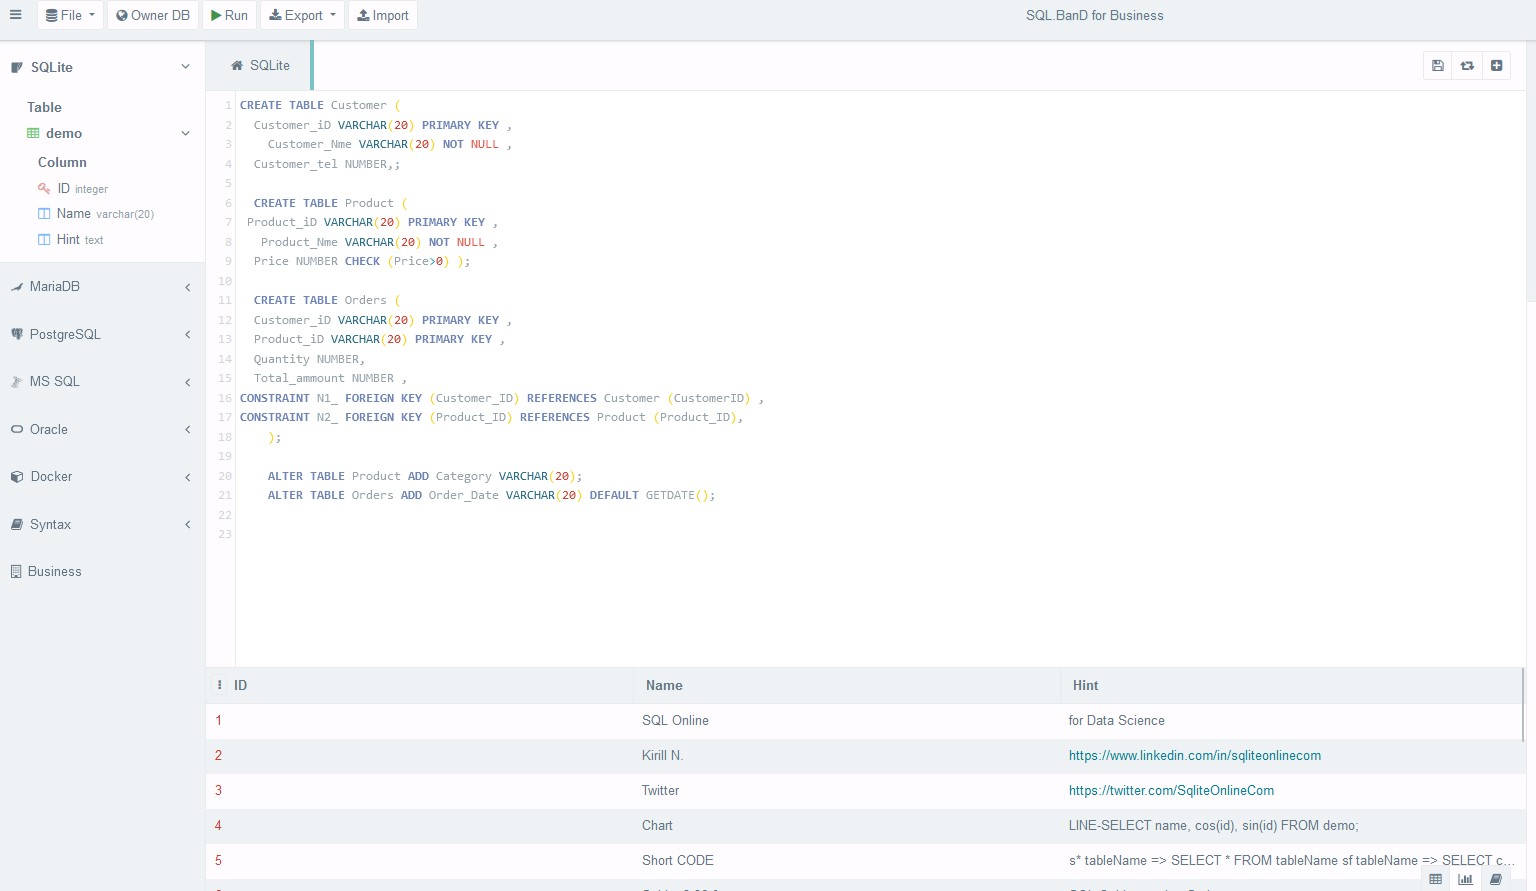 File Owner DB Run Export Import SQL.BanD for Business
SQLite
Table
demo
Column
ID integer
Name varchar(20)
Hint text
MariaDB
PostgreSQL
MS SQL
Oracle
Docker
Syntax
Business
SQLite
1 CREATE TABLE Customer (
2 Customer_iD VARCHAR(20) PRIMARY KEY ,
3 Customer_Nme VARCHAR(20) NOT NULL ,
4 Customer_tel NUMBER,;
5
6 CREATE TABLE Product (
7 Product_iD VARCHAR(20) PRIMARY KEY ,
8 Product_Nme VARCHAR(20) NOT NULL ,
9 Price NUMBER CHECK (Price>0) );
10
11 CREATE TABLE Orders (
12 Customer_iD VARCHAR(20) PRIMARY KEY ,
13 Product_iD VARCHAR(20) PRIMARY KEY ,
14 Quantity NUMBER,
15 Total_ammount NUMBER ,
16 CONSTRAINT N1_ FOREIGN KEY (Customer_ID) REFERENCES Customer (CustomerID) ,
17 CONSTRAINT N2_ FOREIGN KEY (Product_ID) REFERENCES Product (Product_ID),
18 );
19
20 ALTER TABLE Product ADD Category VARCHAR(20);
21 ALTER TABLE Orders ADD Order_Date VARCHAR(20) DEFAULT GETDATE();
22
23
ID Name Hint
1 SQL Online for Data Science
2 Kirill N. https://www.linkedin.com/in/sqliteonlinecom
3 Twitter https://twitter.com/SqliteOnlineCom
4 Chart LINE-SELECT name, cos(id), sin(id) FROM demo;
5 Short CODE s* tableName => SELECT * FROM tableName sf tableName => SELECT c...